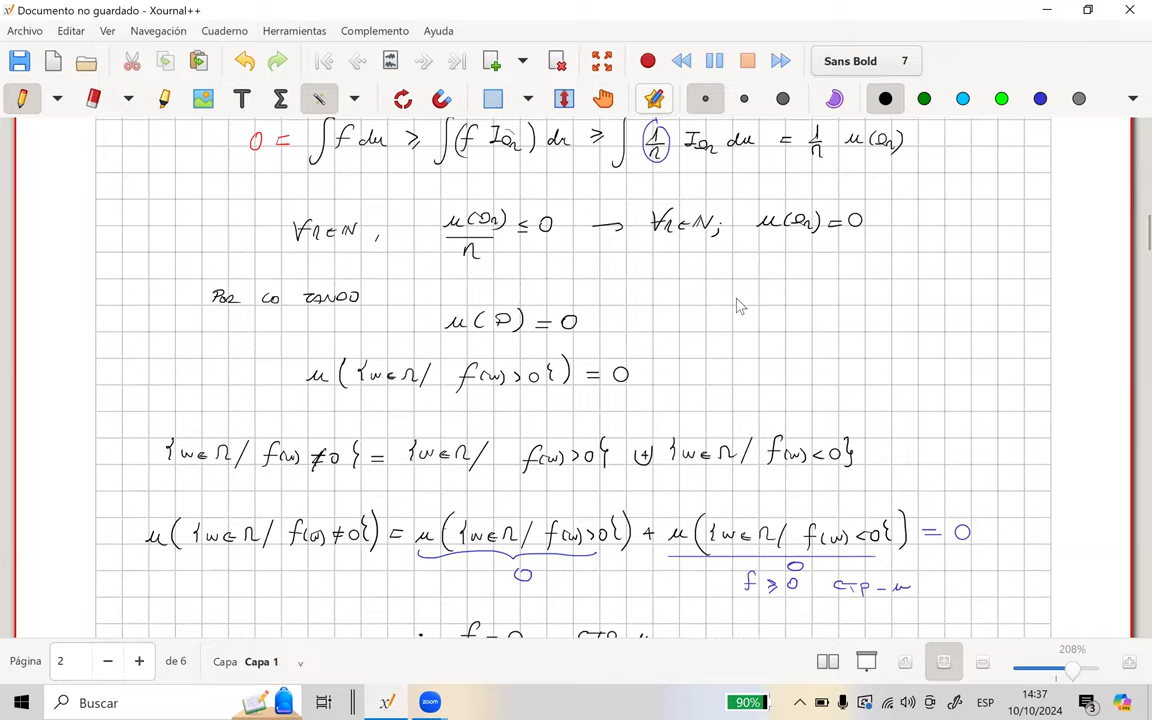 Documento no guardado - Xournal++
Archivo Editar Ver Navegación Cuaderno Herramientas Complemento Ayuda
Sans Bold 7
0 = ∫ f dμ ≥ ∫ (f I_Ωn) dμ ≥ ∫ 1/n I_Ωn dμ = 1/n μ(Ωn)
∀n∈N, μ(Ωn)/n ≤ 0 → ∀n∈N; μ(Ωn) = 0
POR LO TANTO
μ(D) = 0
μ({w∈Ω/ f(w)>0}) = 0
{w∈Ω/ f(w)≠0} = {w∈Ω/ f(w)>0} ⊎ {w∈Ω/ f(w)<0}
μ({w∈Ω/ f(w)≠0}) = μ({w∈Ω/ f(w)>0}) + μ({w∈Ω/ f(w)<0}) = 0
0 0
f ≥ 0 CTP-μ
Página 2 de 6 Capa Capa 1 208%
Buscar zoom 90% ESP 14:37
10/10/2024 3